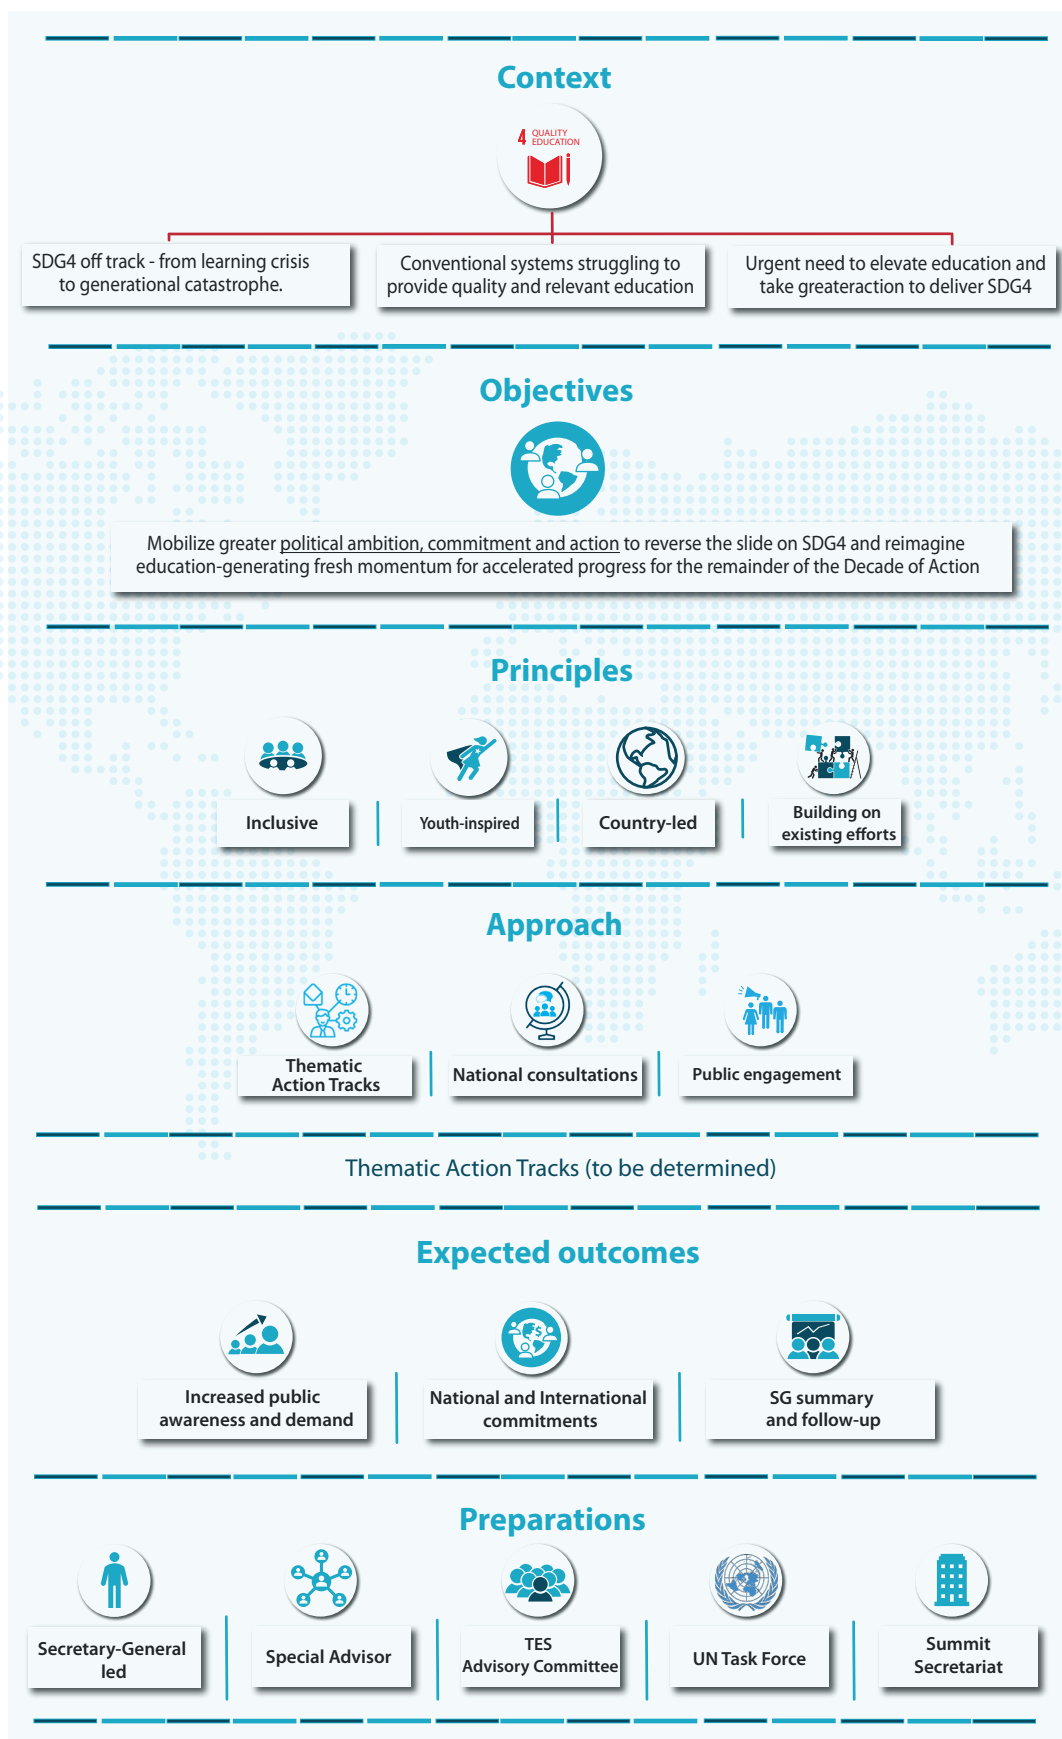 Context
4 QUALITY
EDUCATION
SDG4 off track - from learning crisis
to generational catastrophe.
Conventional systems struggling to
provide quality and relevant education
Urgent need to elevate education and
take greateraction to deliver SDG4
Objectives
Mobilize greater political ambition, commitment and action to reverse the slide on SDG4 and reimagine
education-generating fresh momentum for accelerated progress for the remainder of the Decade of Action
Principles
Inclusive
Youth-inspired
Country-led
Building on
existing efforts
Approach
Thematic
Action Tracks
National consultations
Public engagement
Thematic Action Tracks (to be determined)
Expected outcomes
$
Increased public
awareness and demand
National and International
commitments
SG summary
and follow-up
Preparations
Secretary-General
led
Special Advisor
TES
Advisory Committee
UN Task Force
Summit
Secretariat